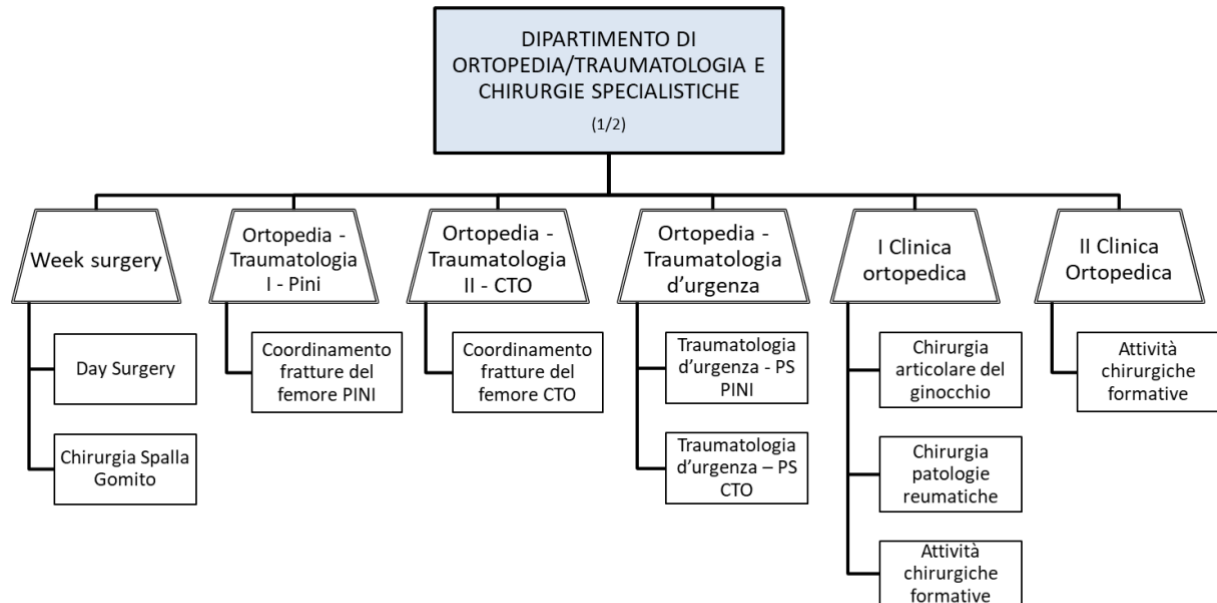 DIPARTIMENTO DI
ORTOPEDIA/TRAUMATOLOGIA E
CHIRURGIE SPECIALISTICHE
(1/2)
Week surgery
Ortopedia -
Traumatologia
I - Pini
Ortopedia -
Traumatologia
II - CTO
Ortopedia -
Traumatologia
d’urgenza
I Clinica
ortopedica
II Clinica
Ortopedica
Day Surgery
Chirurgia Spalla
Gomito
Coordinamento
fratture del
femore PINI
Coordinamento
fratture del
femore CTO
Traumatologia
d’urgenza - PS
PINI
Traumatologia
d’urgenza – PS
CTO
Chirurgia
articolare del
ginocchio
Chirurgia
patologie
reumatiche
Attività
chirurgiche
formative
Attività
chirurgiche
formative